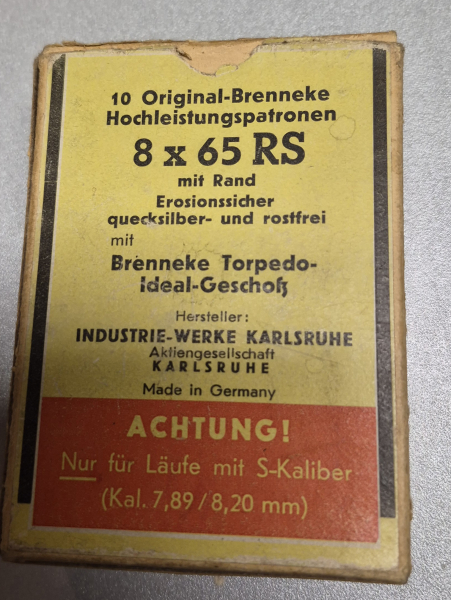 10 Original-Brenneke
Hochleistungspatronen
8 x 65 RS
mit Rand
Erosionssicher
quecksilber- und rostfrei
mit
Brenneke Torpedo-
Ideal-Geschoß
Hersteller:
INDUSTRIE-WERKE KARLSRUHE
Aktiengesellschaft
KARLSRUHE
Made in Germany
ACHTUNG!
Nur für Läufe mit S-Kaliber
(Kal. 7,89 / 8,20 mm)